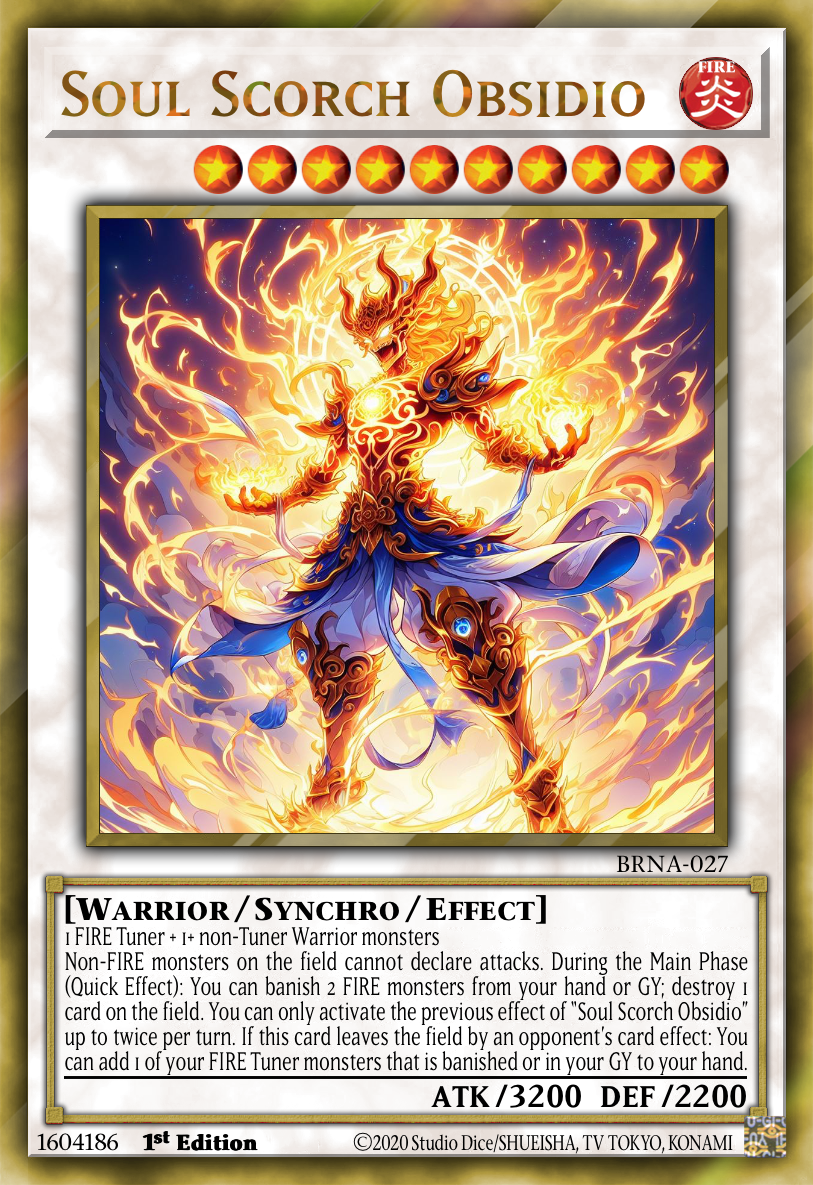 Soul Scorch Obsidio
FIRE
炎
BRNA-027
[Warrior / Synchro / Effect]
1 FIRE Tuner + 1+ non-Tuner Warrior monsters
Non-FIRE monsters on the field cannot declare attacks. During the Main Phase
(Quick Effect): You can banish 2 FIRE monsters from your hand or GY; destroy 1
card on the field. You can only activate the previous effect of "Soul Scorch Obsidio"
up to twice per turn. If this card leaves the field by an opponent's card effect: You
can add 1 of your FIRE Tuner monsters that is banished or in your GY to your hand.
ATK/3200 DEF/2200
1604186 1st Edition ©2020 Studio Dice/SHUEISHA, TV TOKYO, KONAMI